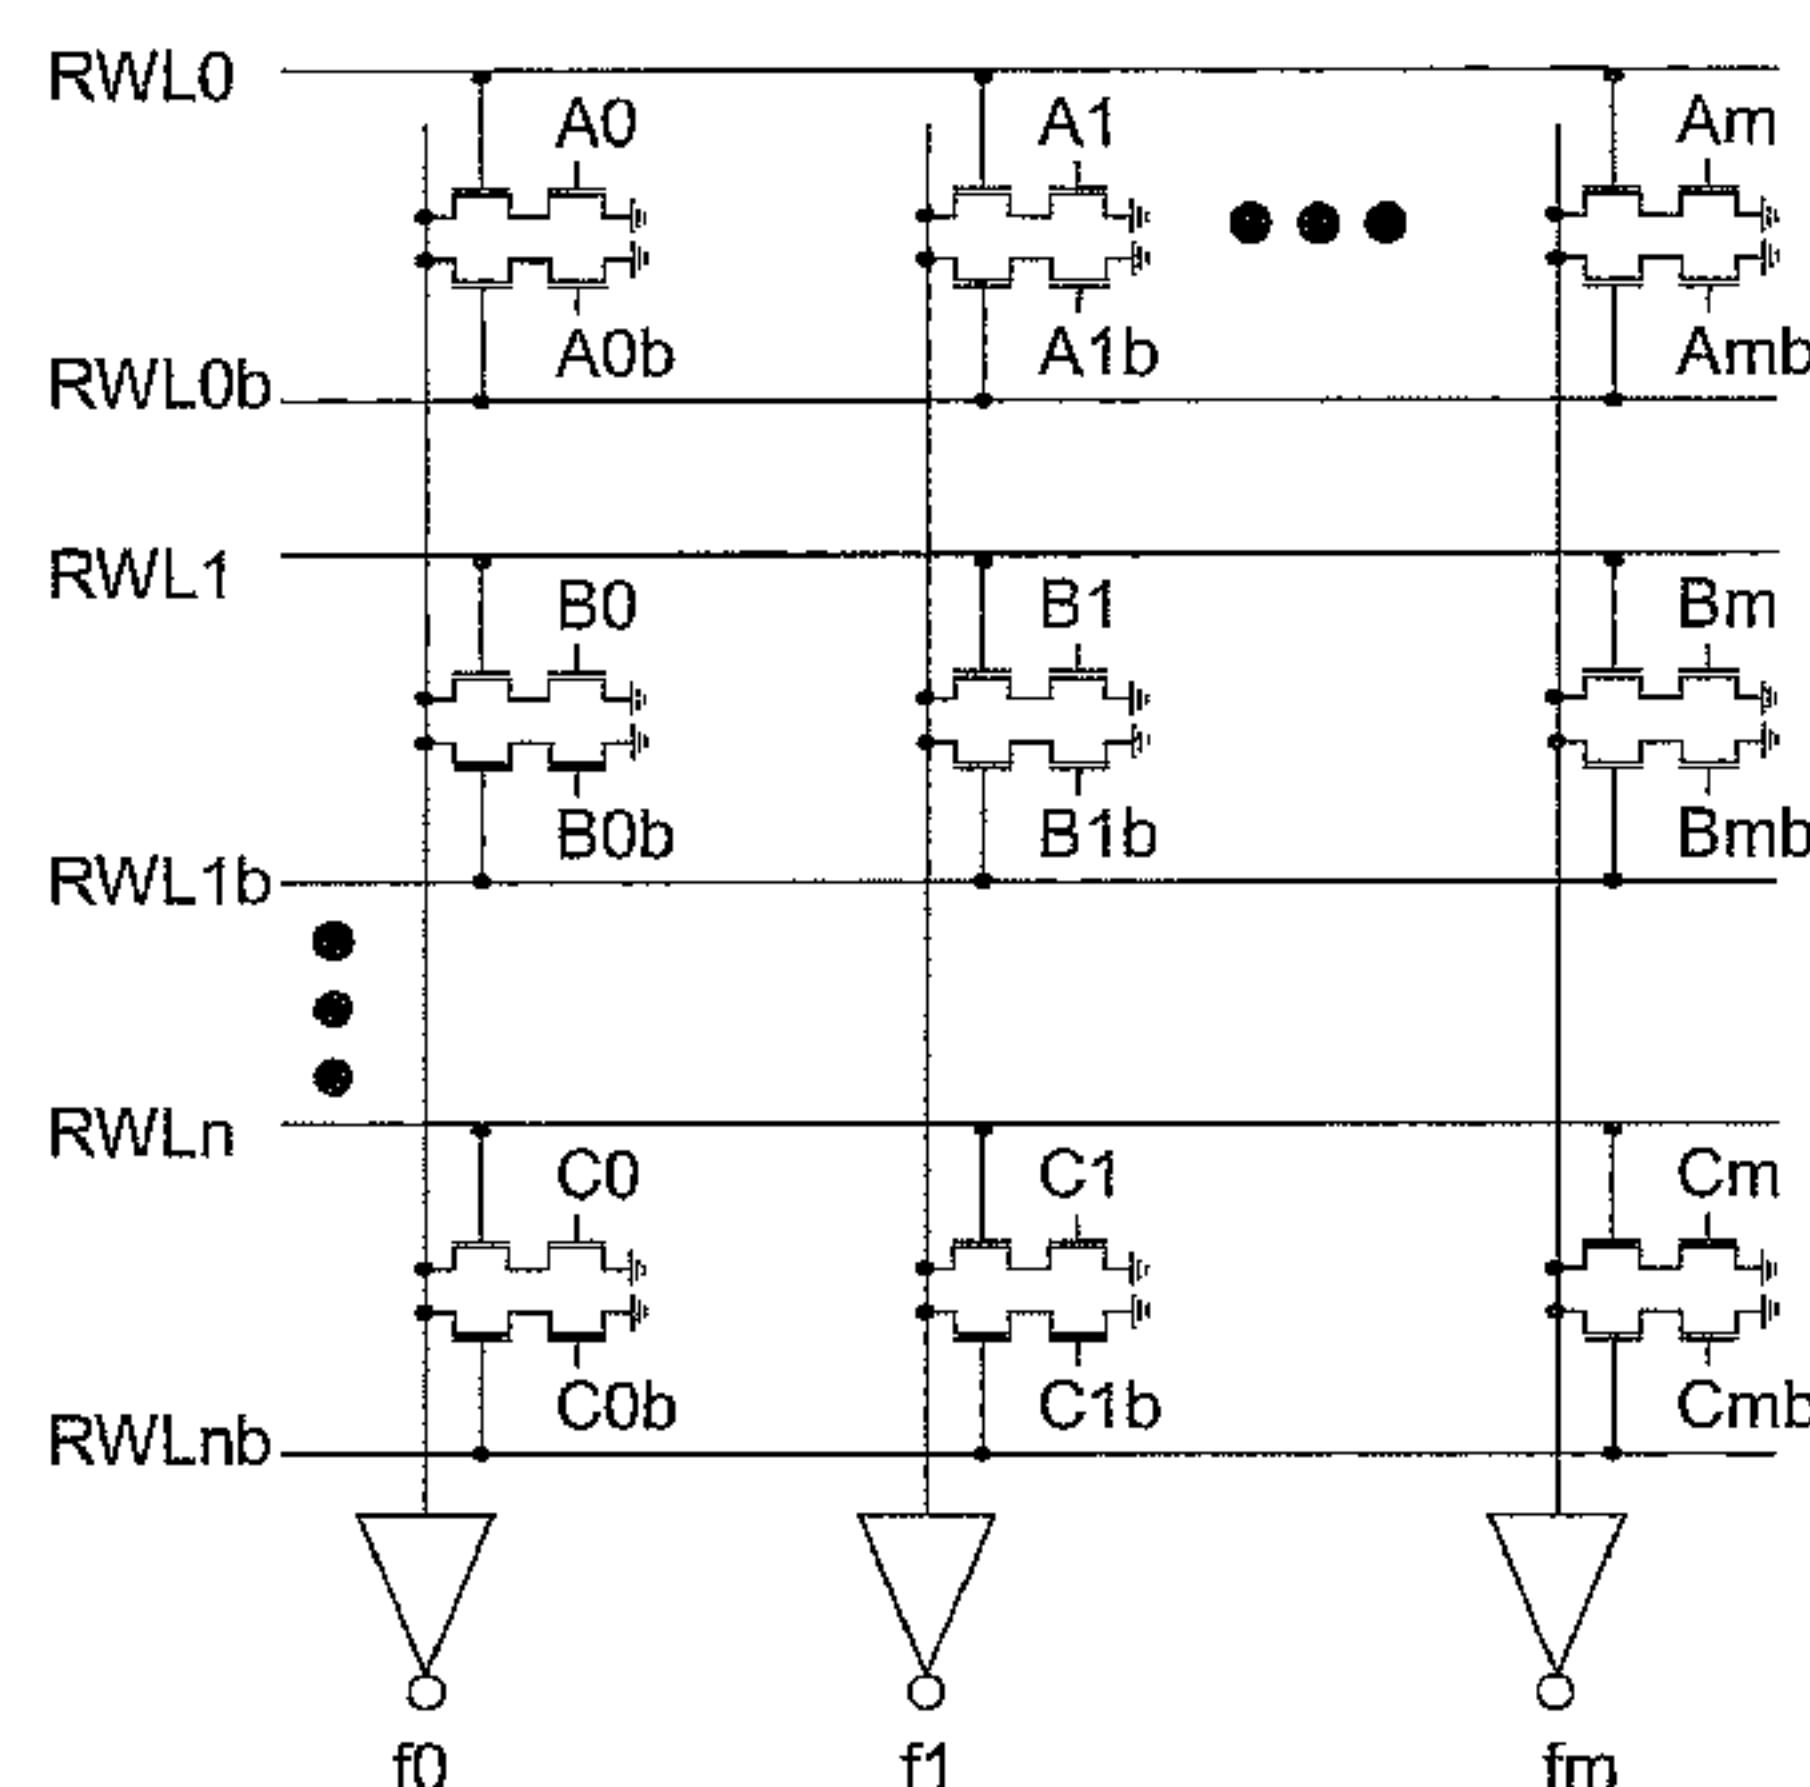 RWL0
A0 A1 Am
A0b A1b Amb
RWL0b
RWL1
B0 B1 Bm
B0b B1b Bmb
RWL1b
RWLn
C0 C1 Cm
C0b C1b Cmb
RWLnb
f0 f1 fm